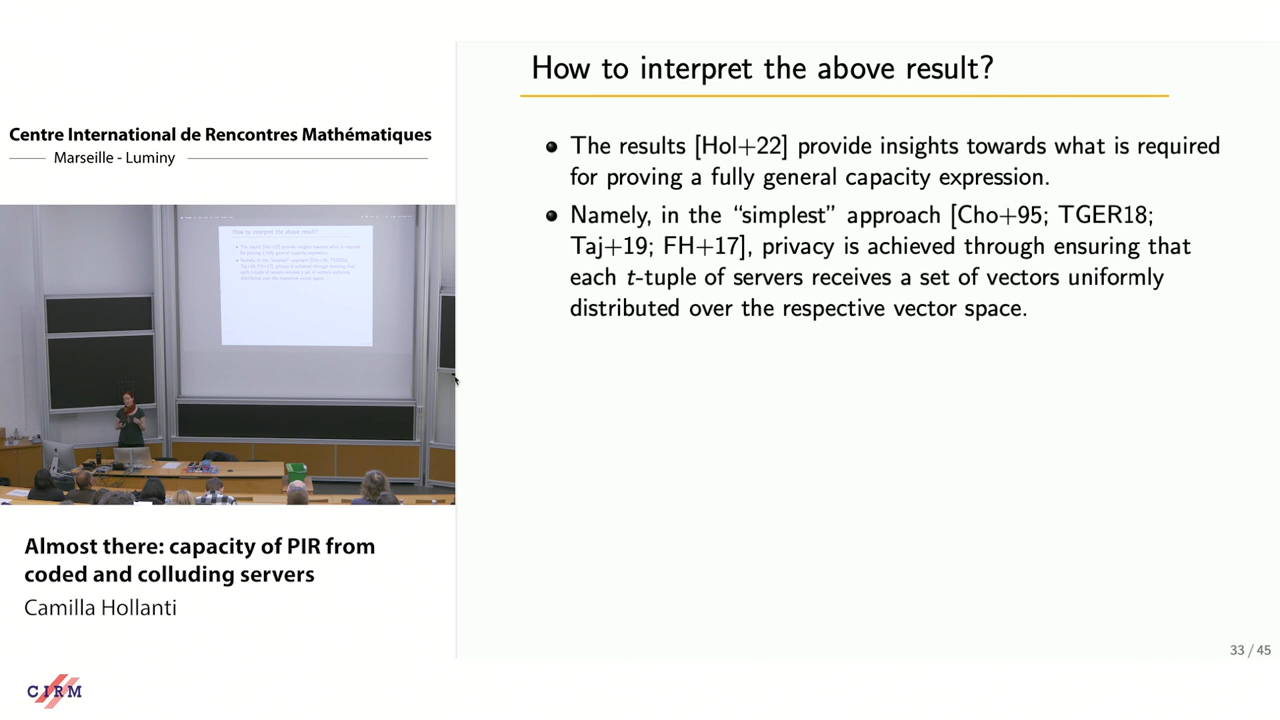 Centre International de Rencontres Mathématiques
Marseille - Luminy
Almost there: capacity of PIR from
coded and colluding servers
Camilla Hollanti
CIRM
How to interpret the above result?
The results [Hol+22] provide insights towards what is required
for proving a fully general capacity expression.
Namely, in the “simplest” approach [Cho+95; TGER18;
Taj+19; FH+17], privacy is achieved through ensuring that
each t-tuple of servers receives a set of vectors uniformly
distributed over the respective vector space.
33 / 45